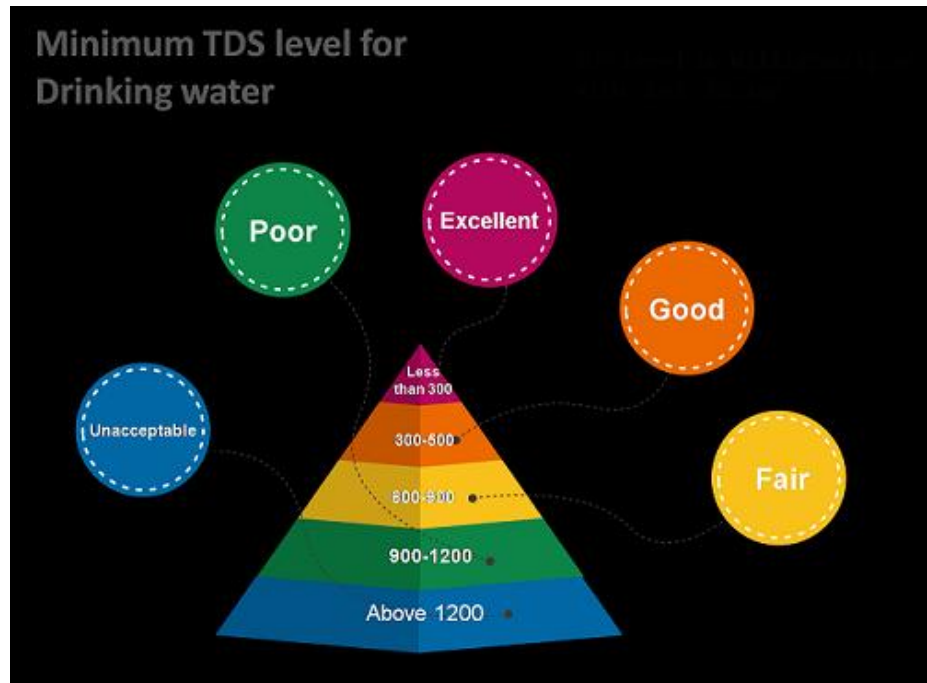 Minimum TDS level for
Drinking water
Poor
Excellent
Good
Unacceptable
Fair
Less
than 300
300-500
600-900
900-1200
Above 1200